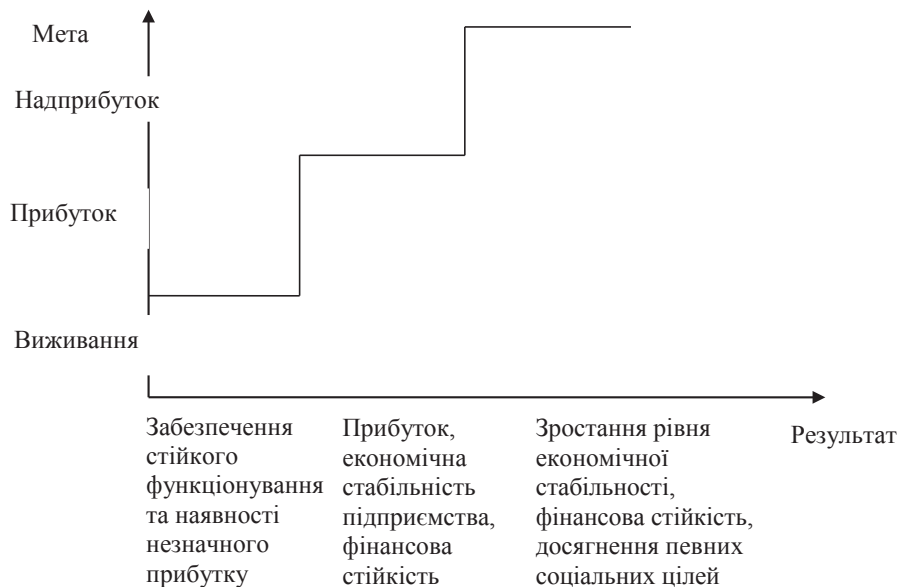 Мета
Надприбуток
Прибуток
Виживання
Забезпечення
стійкого
функціонування
та наявності
незначного
прибутку
Прибуток,
економічна
стабільність
підприємства,
фінансова
стійкість
Зростання рівня
економічної
стабільності,
фінансова стійкість,
досягнення певних
соціальних цілей
Результат